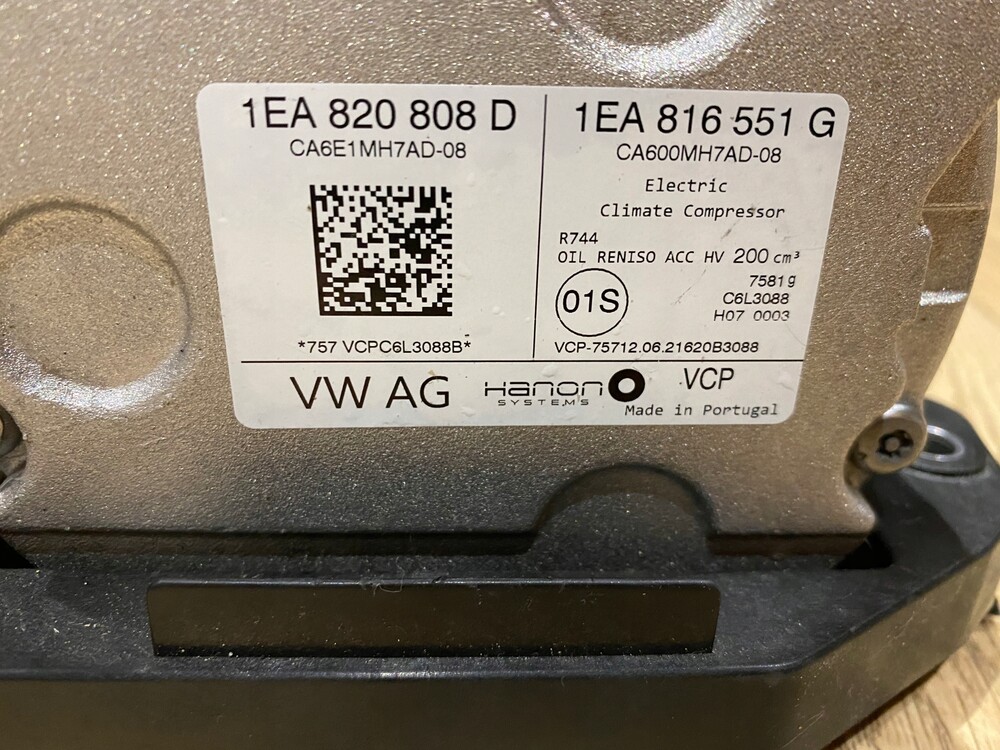 1EA 820 808 D
CA6E1MH7AD-08
*757 VCPC6L3088B*
1EA 816 551 G
CA600MH7AD-08
Electric
Climate Compressor
R744
OIL RENISO ACC HV 200 cm³
7581g
01S
C6L3088
H07 0003
VCP-75712.06.21620B3088
VW AG
Hanon
SYSTEMS
VCP
Made in Portugal